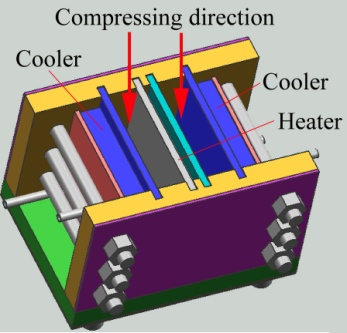 Compressing direction
Cooler
Cooler
Heater